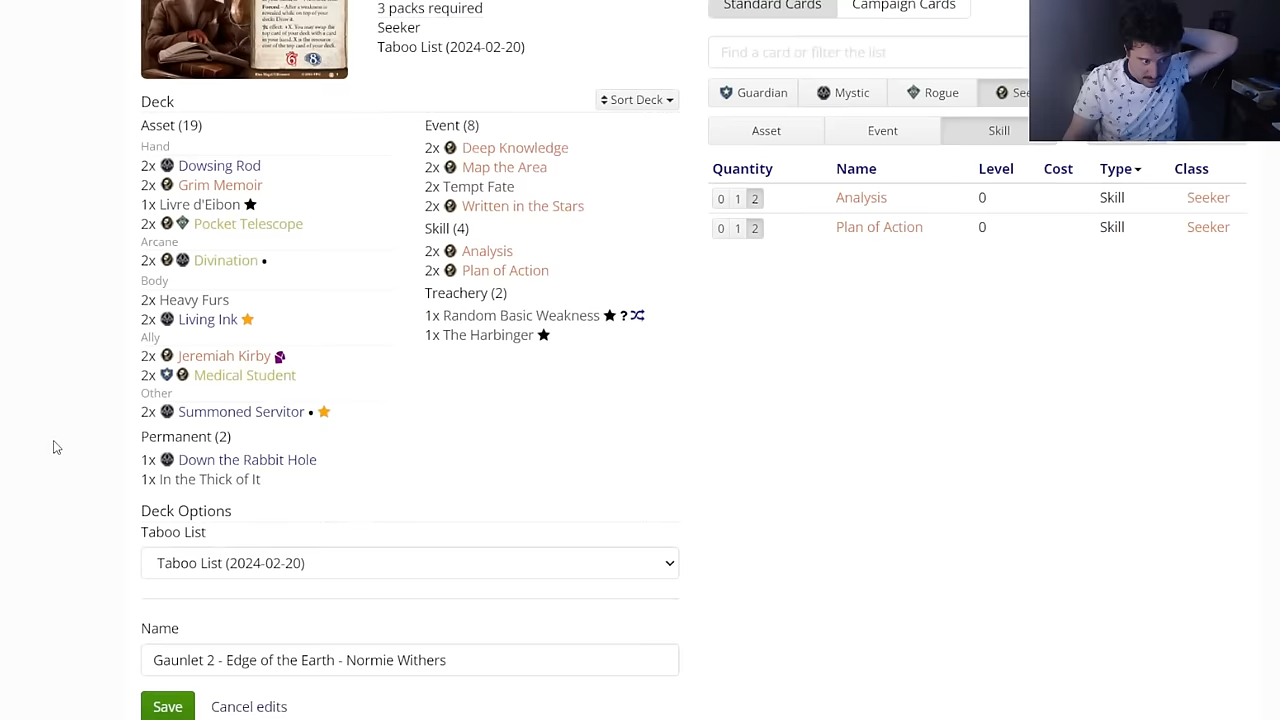 3 packs required
Seeker
Taboo List (2024-02-20)
Deck
Sort Deck
Asset (19)
Hand
2x Dowsing Rod
2x Grim Memoir
1x Livre d'Eibon
2x Pocket Telescope
Arcane
2x Divination •
Body
2x Heavy Furs
2x Living Ink
Ally
2x Jeremiah Kirby
2x Medical Student
Other
2x Summoned Servitor •
Permanent (2)
1x Down the Rabbit Hole
1x In the Thick of It
Event (8)
2x Deep Knowledge
2x Map the Area
2x Tempt Fate
2x Written in the Stars
Skill (4)
2x Analysis
2x Plan of Action
Treachery (2)
1x Random Basic Weakness ★ ?
1x The Harbinger ★
Deck Options
Taboo List
Taboo List (2024-02-20)
Name
Gaunlet 2 - Edge of the Earth - Normie Withers
Save Cancel edits
Standard Cards Campaign Cards
Find a card or filter the list
Guardian Mystic Rogue See
Asset Event Skill
Quantity Name Level Cost Type Class
0 1 2 Analysis 0 Skill Seeker
0 1 2 Plan of Action 0 Skill Seeker